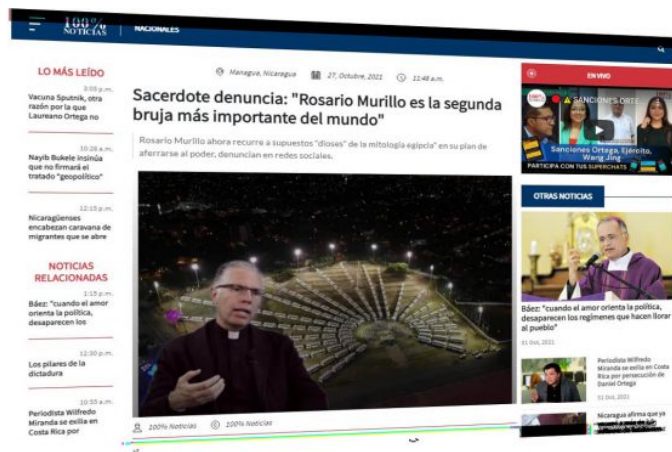 100%
NOTICIAS
NACIONALES
LO MÁS LEÍDO
3:05 p.m.
Vacuna Sputnik, otra
razón por la que
Laureano Ortega no
10:28 a.m.
Nayib Bukele insinúa
que no firmará el
tratado "geopolítico"
12:15 p.m.
Nicaragüenses
encabezan caravana de
migrantes que se abre
NOTICIAS
RELACIONADAS
1:15 p.m.
Báez: "cuando el amor
orienta la política,
desaparecen los
12:30 p.m.
Los pilares de la
dictadura
10:55 a.m.
Periodista Wilfredo
Miranda se exilia en
Costa Rica por
Managua, Nicaragua 27, Octubre, 2021 11:48 a.m.
Sacerdote denuncia: "Rosario Murillo es la segunda
bruja más importante del mundo"
Rosario Murillo ahora recurre a supuestos "dioses" de la mitología egipcia" en su plan de
aferrarse al poder, denuncian en redes sociales.
100% Noticias © 100% Noticias
EN VIVO
SANCIONES ORTE
Sanciones Ortega, Ejército,
Wang Jing
PARTICIPA CON TUS SUPERCHATS
OTRAS NOTICIAS
Báez: "cuando el amor orienta la política,
desaparecen los regímenes que hacen llorar
al pueblo"
31 Oct, 2021
Periodista Wilfredo
Miranda se exilia en Costa
Rica por persecución de
Daniel Ortega
31 Oct, 2021
Nicaragua afirma que ya